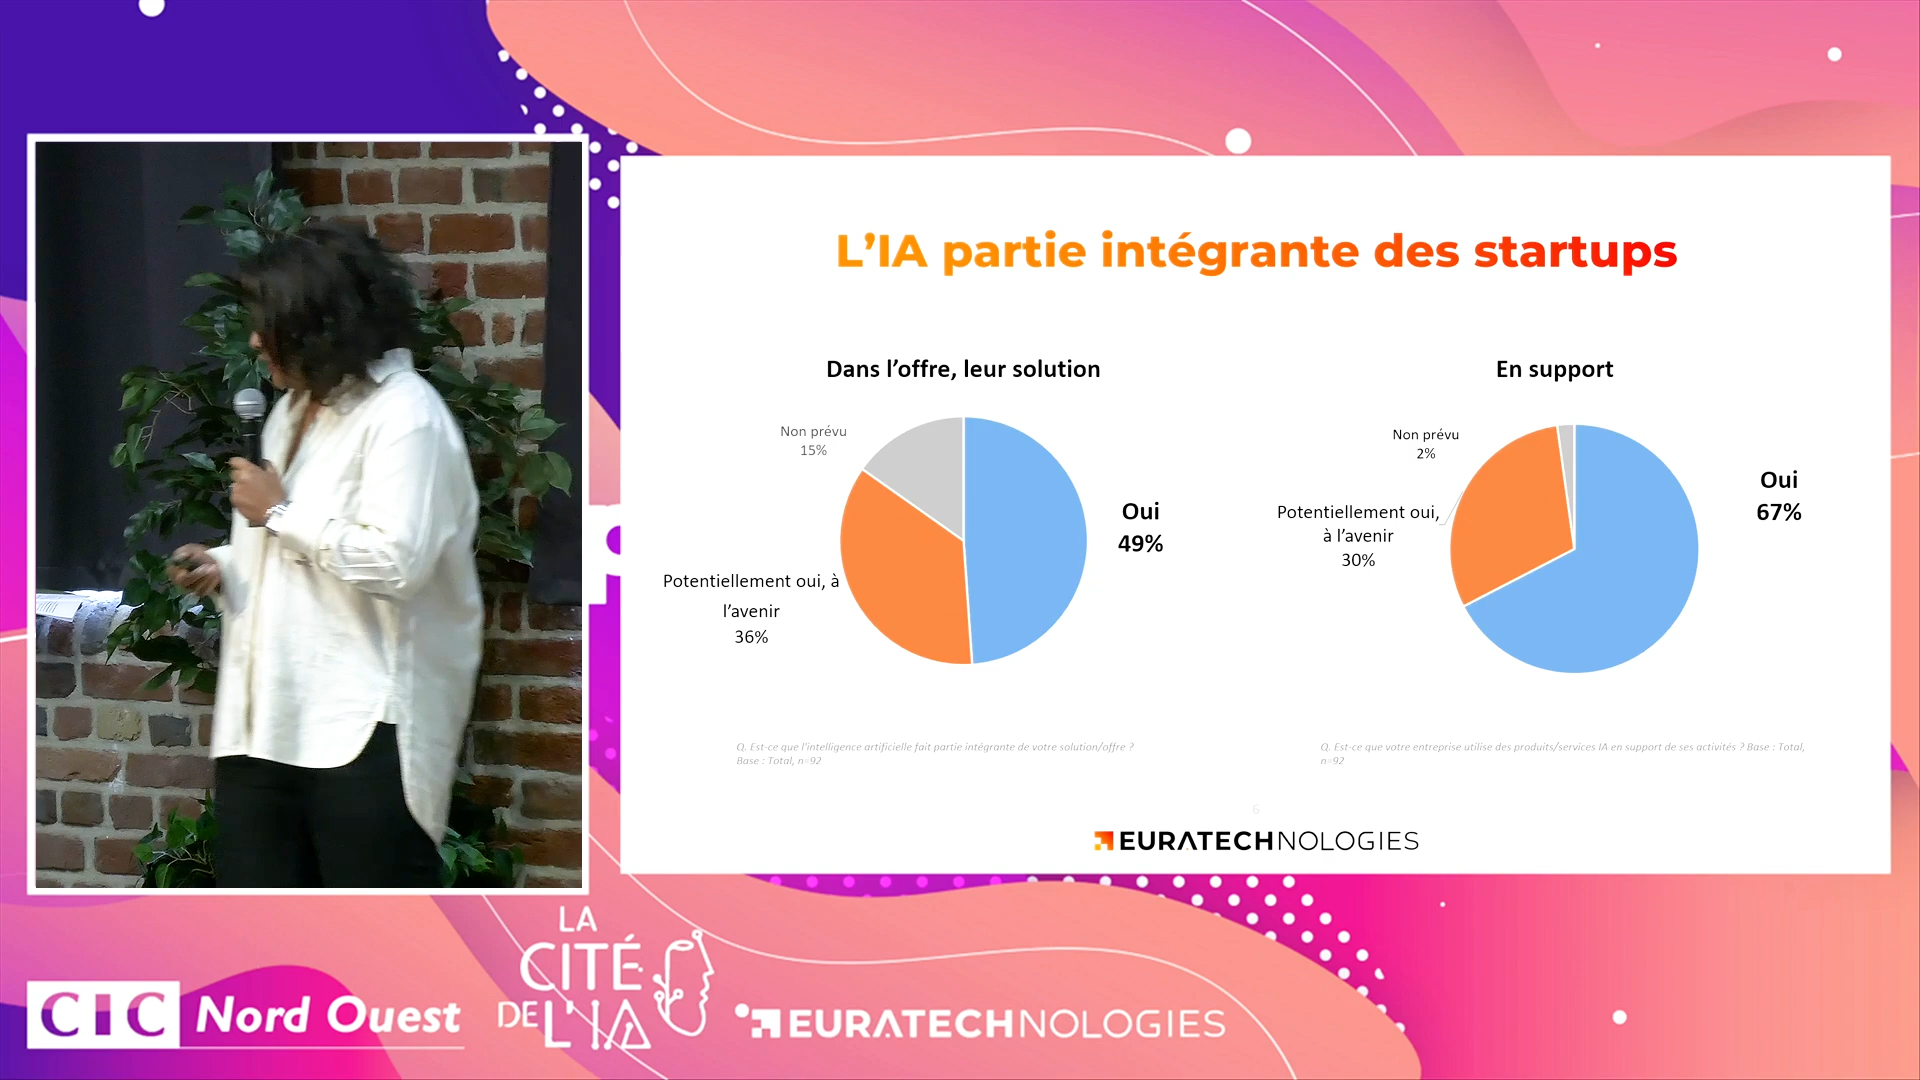 L'IA partie intégrante des startups
Dans l'offre, leur solution
Non prévu
15%
Oui
49%
Potentiellement oui, à
l'avenir
36%
Q. Est-ce que l'intelligence artificielle fait partie intégrante de votre solution/offre ?
Base : Total, n=92
En support
Non prévu
2%
Oui
67%
Potentiellement oui,
à l'avenir
30%
Q. Est-ce que votre entreprise utilise des produits/services IA en support de ses activités ? Base : Total,
n=92
6
EURATECHNOLOGIES
CIC Nord Ouest
LA
CITÉ
DE L'IA
EURATECHNOLOGIES